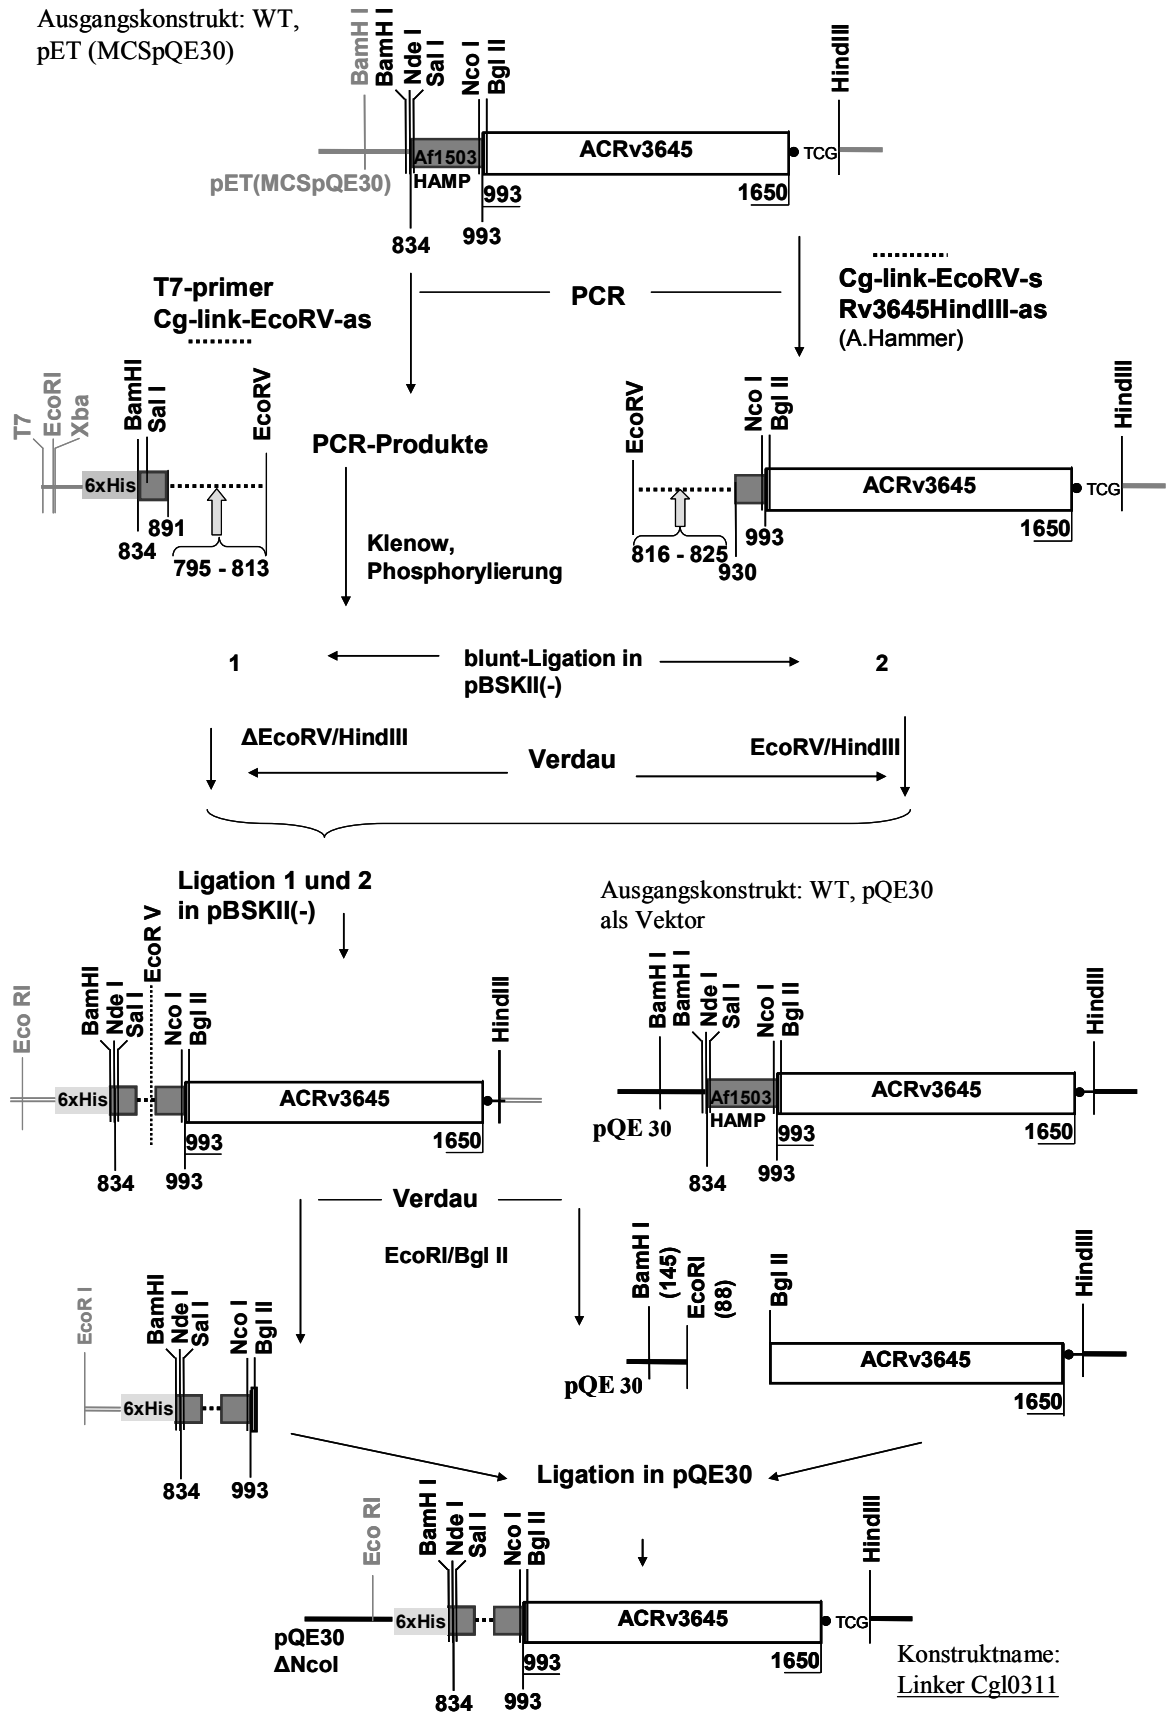 Ausgangskonstrukt: WT,
pET (MCSpQE30)
BamH I
BamH I
Nde I
Sal I
Nco I
Bgl II
HindIII
Af1503
HAMP
ACRv3645
TCG
pET(MCSpQE30)
993
1650
834
993
T7-primer
Cg-link-EcoRV-as
PCR
Cg-link-EcoRV-s
Rv3645HindIII-as
(A.Hammer)
T7
EcoRI
Xba
BamHI
Sal I
EcoRV
6xHis
891
834
795 - 813
PCR-Produkte
Klenow,
Phosphorylierung
EcoRV
Nco I
Bgl II
HindIII
ACRv3645
TCG
1650
993
816 - 825
930
1
blunt-Ligation in
pBSKII(-)
2
ΔEcoRV/HindIII
Verdau
EcoRV/HindIII
Ligation 1 und 2
in pBSKII(-)
Eco RI
BamHI
Nde I
Sal I
EcoR V
Nco I
Bgl II
HindIII
6xHis
ACRv3645
993
1650
834
993
Ausgangskonstrukt: WT, pQE30
als Vektor
BamH I
BamH I
Nde I
Sal I
Nco I
Bgl II
HindIII
Af1503
HAMP
ACRv3645
pQE 30
993
1650
834
993
Verdau
EcoRI/Bgl II
EcoR I
BamHI
Nde I
Sal I
Nco I
Bgl II
6xHis
834
993
BamH I
(145)
EcoRI
(88)
pQE 30
Bgl II
HindIII
ACRv3645
1650
Ligation in pQE30
Eco RI
BamH I
Nde I
Sal I
Nco I
Bgl II
HindIII
6xHis
ACRv3645
TCG
pQE30
ΔNcoI
993
1650
834
993
Konstruktname:
Linker Cgl0311